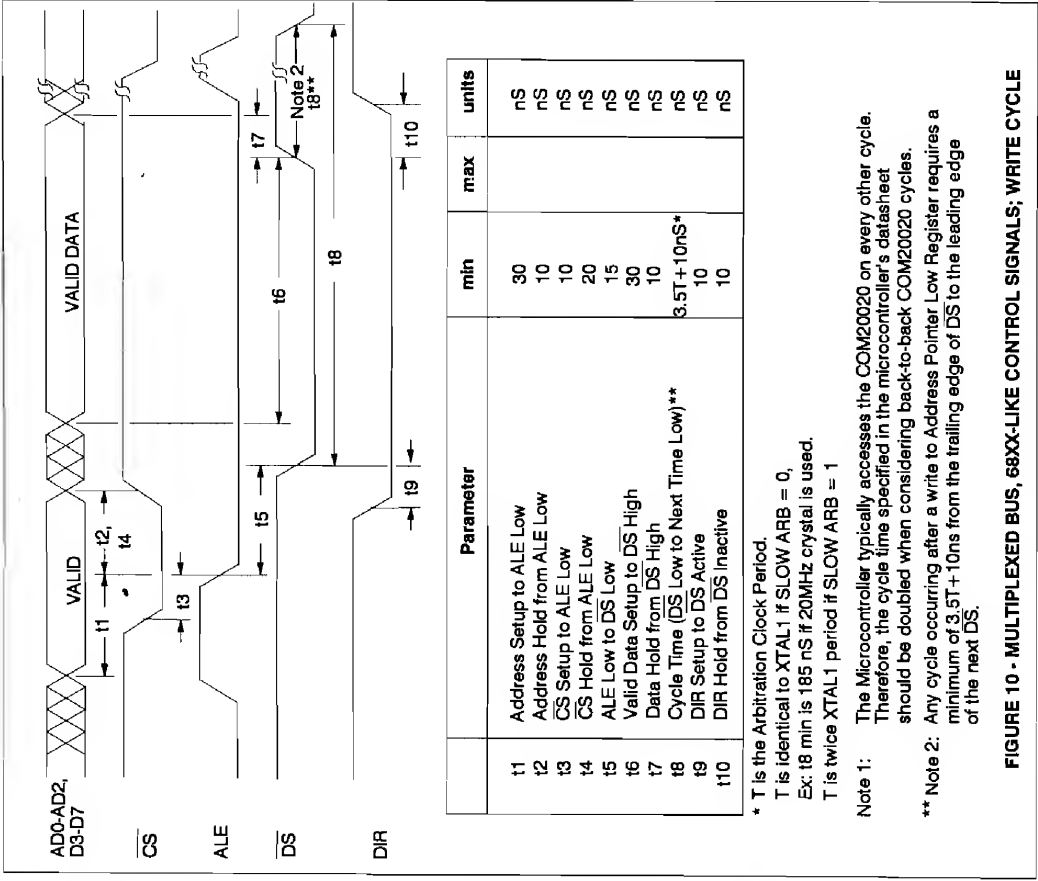 AD0-AD2,
D3-D7
VALID
VALID DATA
t1
t2,
t4
CS
t3
ALE
t5
t6
t7
DS
Note 2
t8**
t8
DIR
t9
t10
Parameter min max units
t1 Address Setup to ALE Low 30 nS
t2 Address Hold from ALE Low 10 nS
t3 CS Setup to ALE Low 10 nS
t4 CS Hold from ALE Low 20 nS
t5 ALE Low to DS Low 15 nS
t6 Valid Data Setup to DS High 30 nS
t7 Data Hold from DS High 10 nS
t8 Cycle Time (DS Low to Next Time Low)** 3.5T+10nS* nS
t9 DIR Setup to DS Active 10 nS
t10 DIR Hold from DS Inactive 10 nS
* T is the Arbitration Clock Period.
T is identical to XTAL1 if SLOW ARB = 0,
Ex: t8 min is 185 nS if 20MHz crystal is used.
T is twice XTAL1 period if SLOW ARB = 1
Note 1: The Microcontroller typically accesses the COM20020 on every other cycle.
Therefore, the cycle time specified in the microcontroller's datasheet
should be doubled when considering back-to-back COM20020 cycles.
** Note 2: Any cycle occurring after a write to Address Pointer Low Register requires a
minimum of 3.5T+10ns from the trailing edge of DS to the leading edge
of the next DS.
FIGURE 10 - MULTIPLEXED BUS, 68XX-LIKE CONTROL SIGNALS; WRITE CYCLE